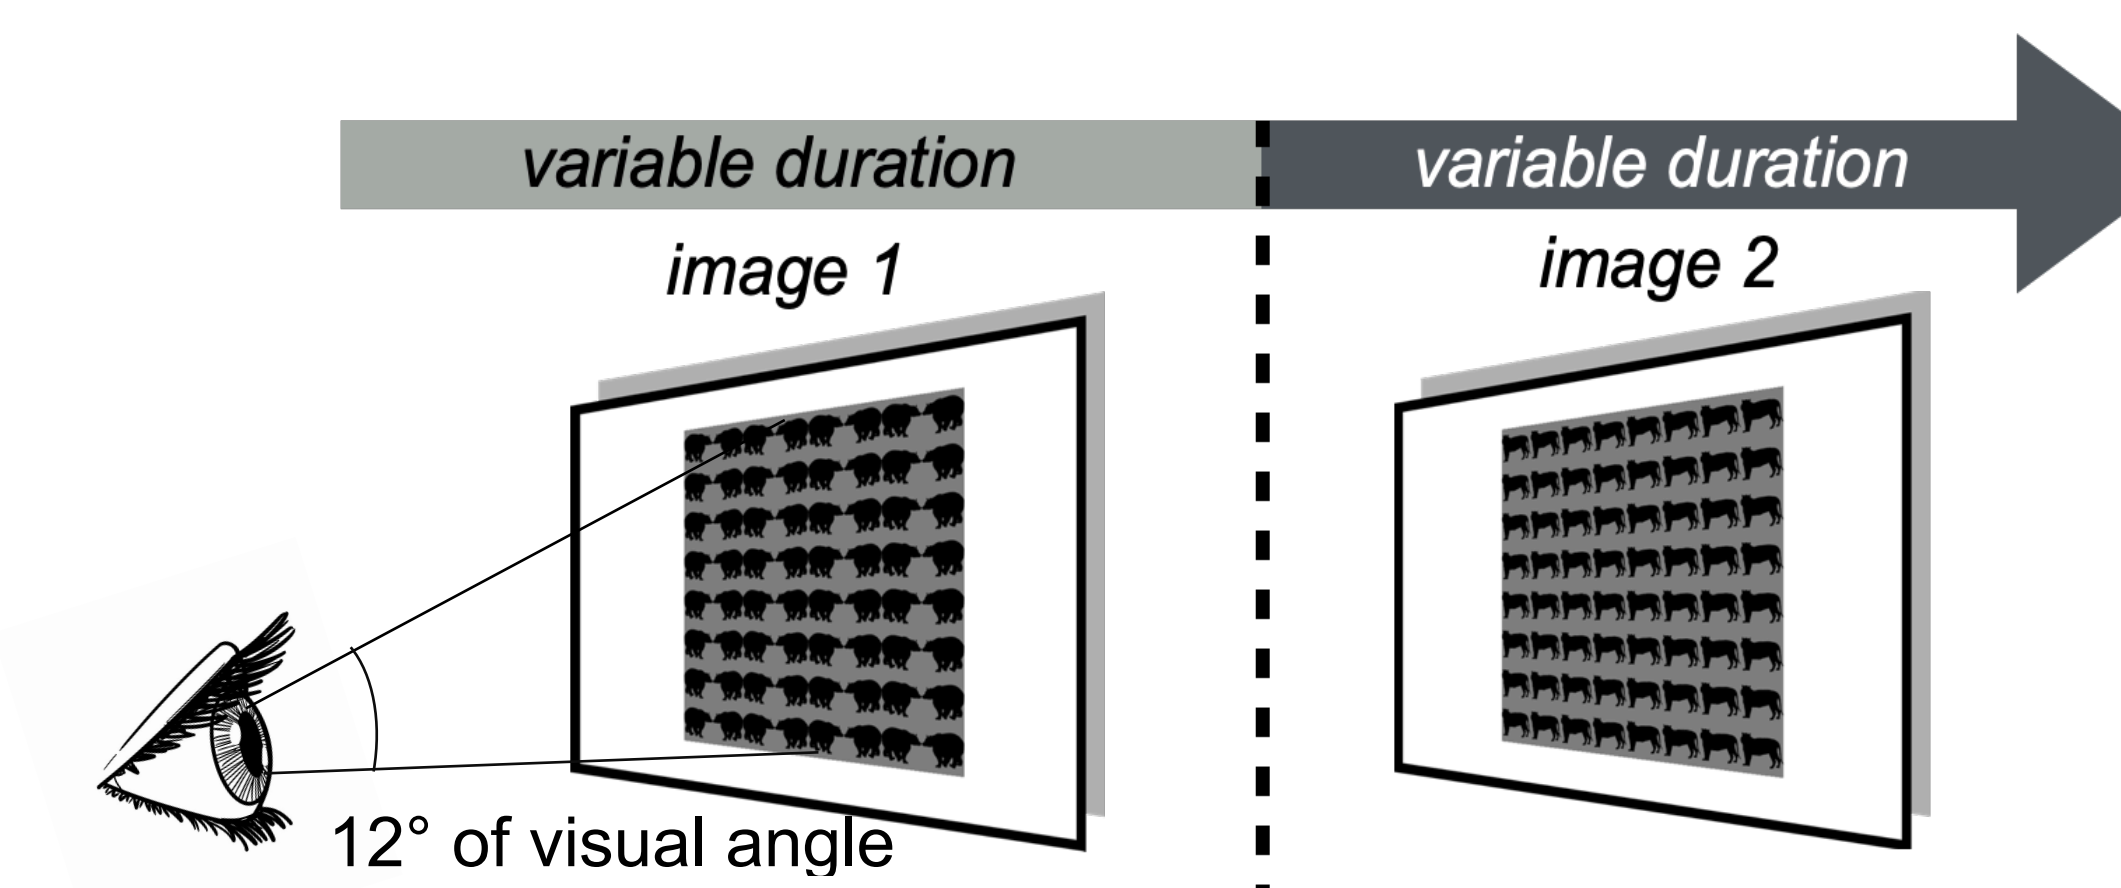 variable duration
variable duration
image 1
image 2
12° of visual angle